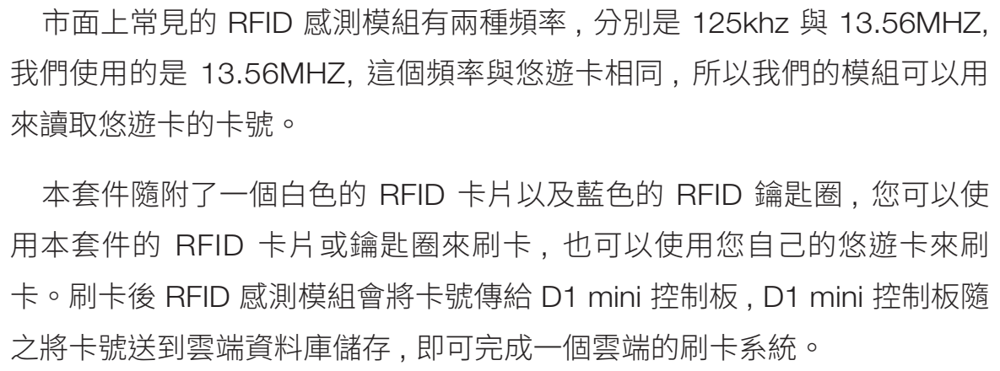 市面上常見的 RFID 感測模組有兩種頻率 , 分別是 125khz 與 13.56MHZ,
我們使用的是 13.56MHZ, 這個頻率與悠遊卡相同 , 所以我們的模組可以用
來讀取悠遊卡的卡號。
本套件隨附了一個白色的 RFID 卡片以及藍色的 RFID 鑰匙圈 , 您可以使
用本套件的 RFID 卡片或鑰匙圈來刷卡 , 也可以使用您自己的悠遊卡來刷
卡。刷卡後 RFID 感測模組會將卡號傳給 D1 mini 控制板 , D1 mini 控制板隨
之將卡號送到雲端資料庫儲存 , 即可完成一個雲端的刷卡系統。